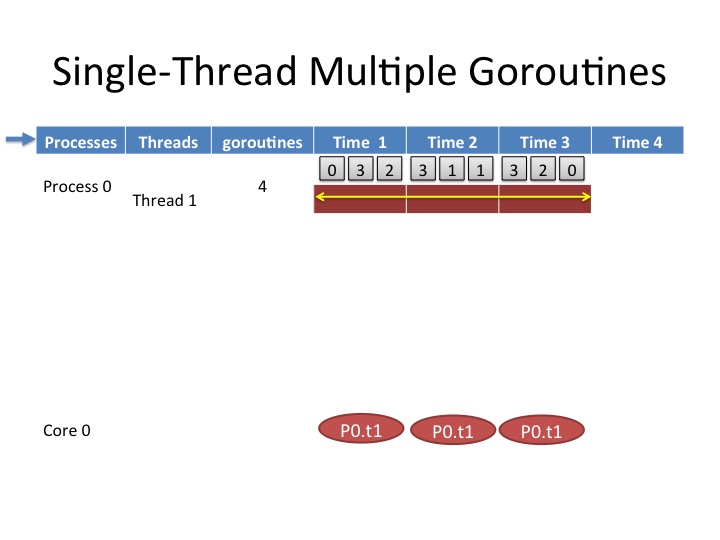 Single-Thread Multiple Goroutines
Processes Threads goroutines Time 1 Time 2 Time 3 Time 4
0 3 2 3 1 1 3 2 0
Process 0 4
Thread 1
Core 0 P0.t1 P0.t1 P0.t1